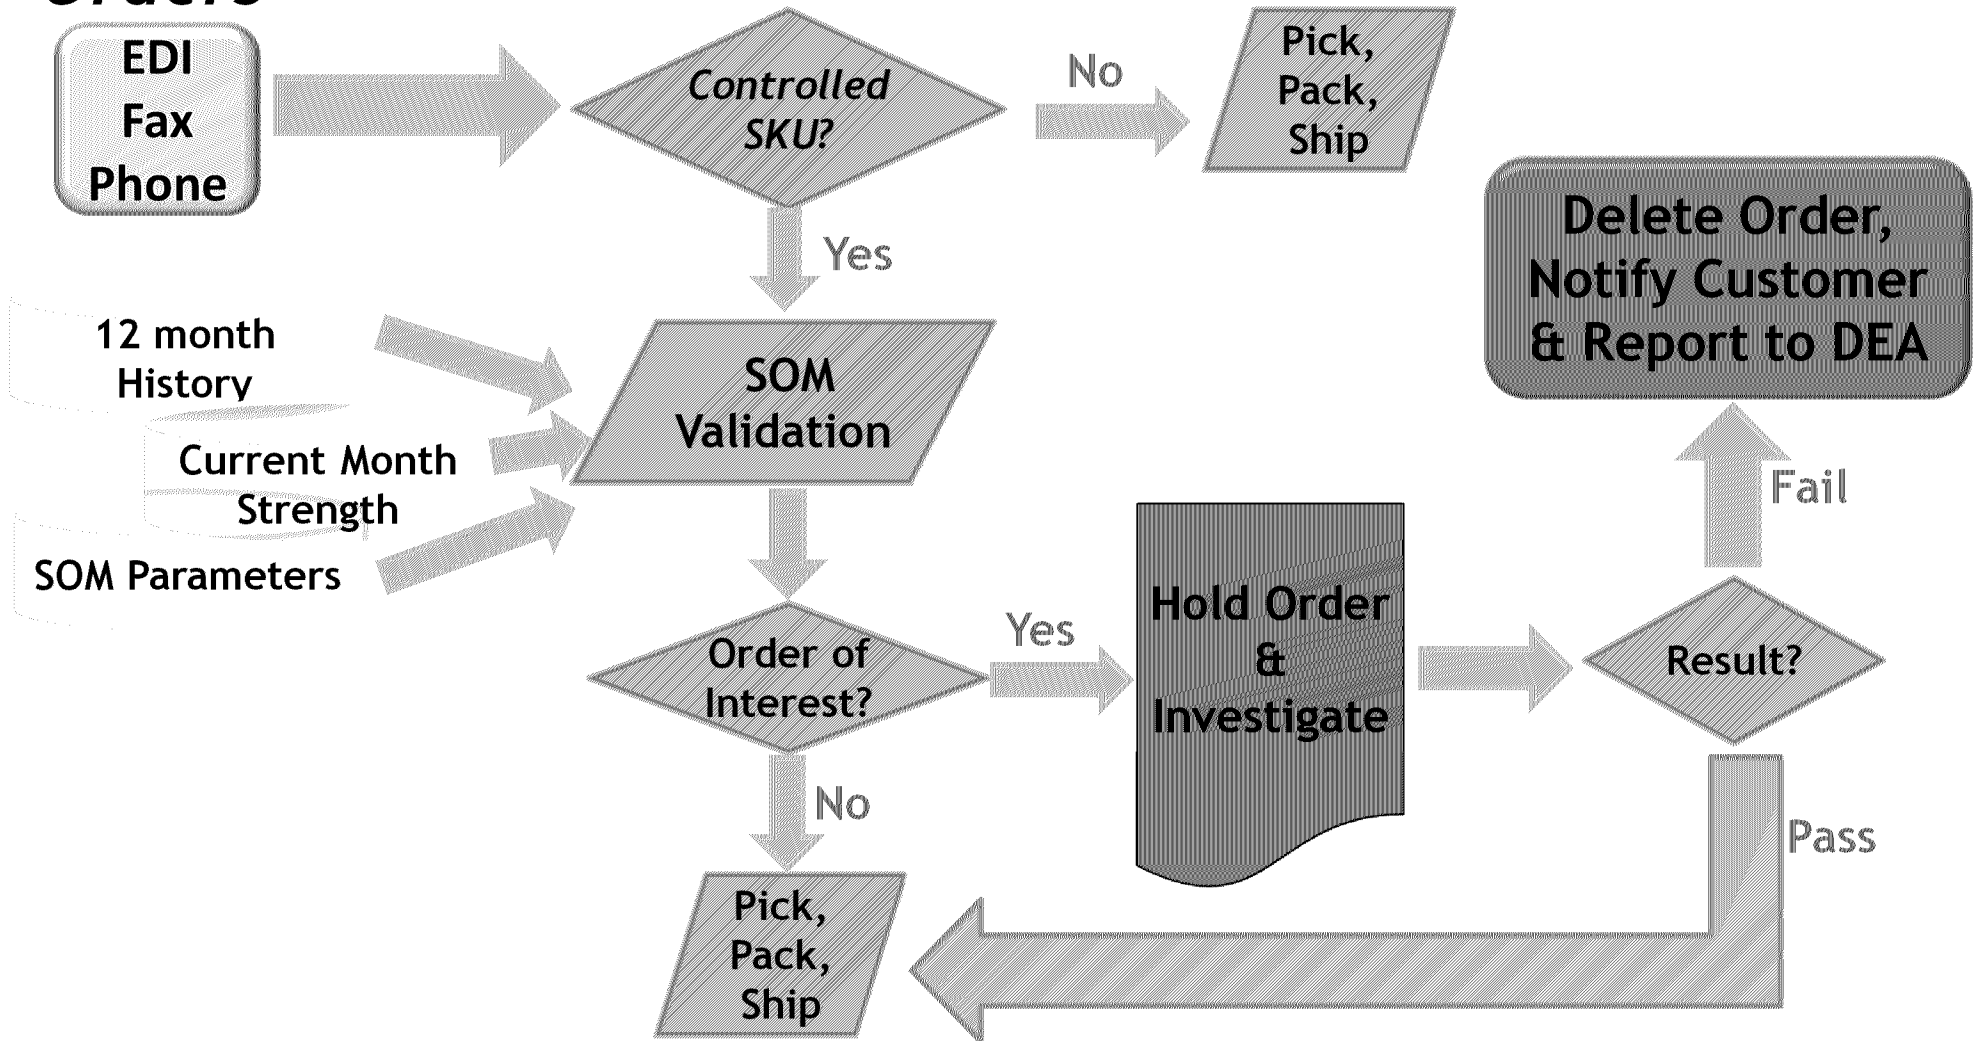 Orders
EDI
Fax
Phone
Controlled
SKU?
No
Pick,
Pack,
Ship
Yes
Delete Order,
Notify Customer
& Report to DEA
12 month
History
SOM
Validation
Current Month
Strength
SOM Parameters
Fail
Order of
Interest?
Yes
Hold Order
&
Investigate
Result?
No
Pass
Pick,
Pack,
Ship